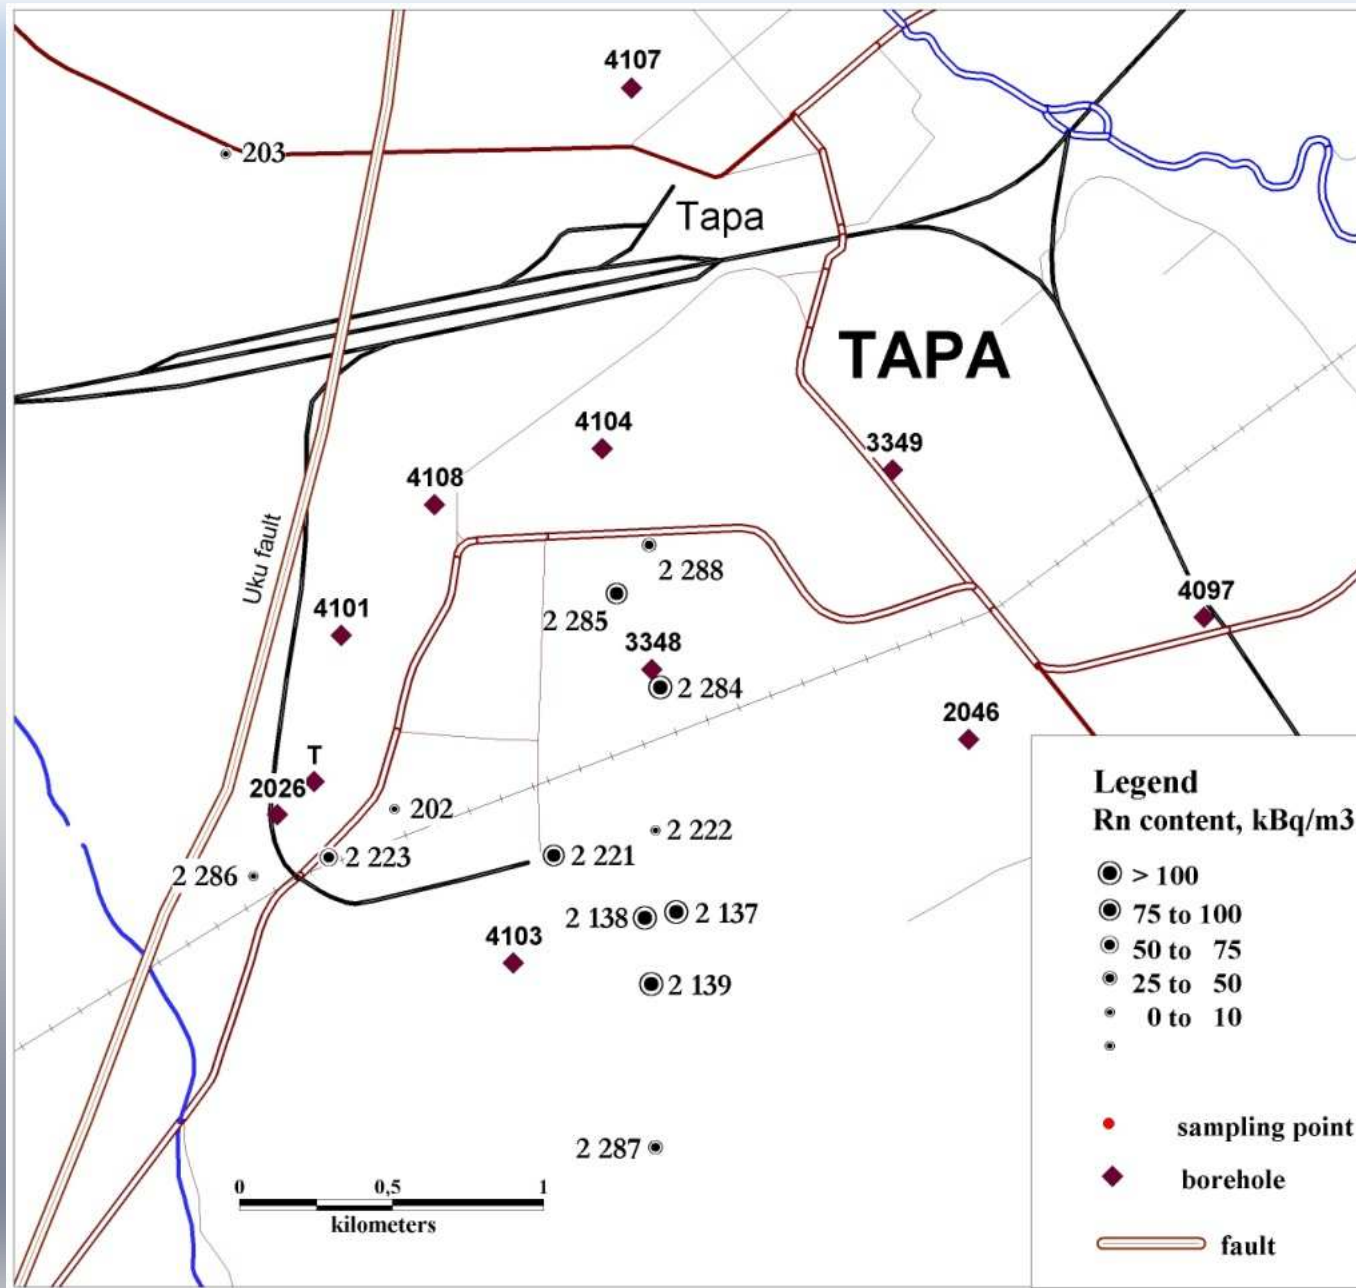 4107
203
Tapa
TAPA
4104
3349
4108
Uku fault
2 288
4097
4101
2 285
3348
2 284
2046
T
2026
202
2 222
2 223
2 221
2 286
2 138
2 137
4103
2 139
2 287
0 0,5 1
kilometers
Legend
Rn content, kBq/m3
> 100
75 to 100
50 to 75
25 to 50
0 to 10
sampling point
borehole
fault